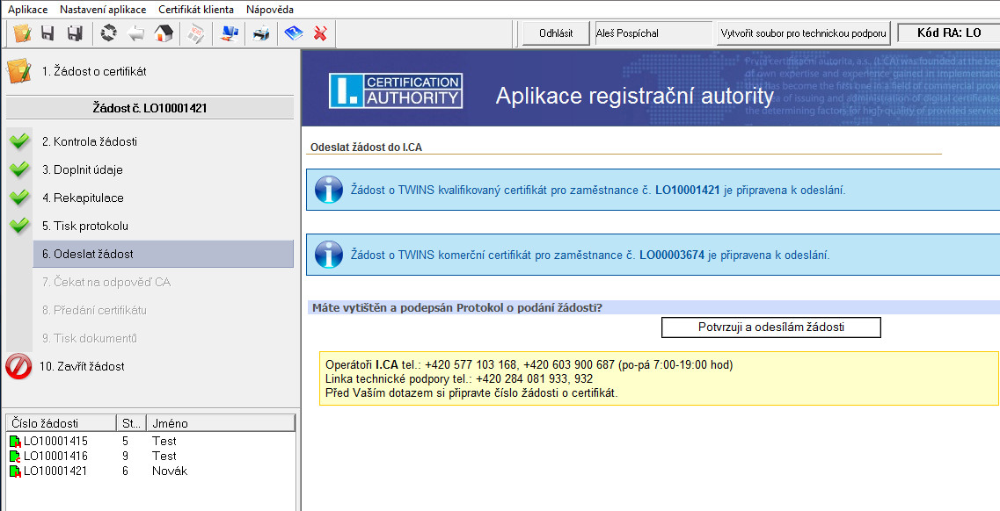 Aplikace Nastavení aplikace Certifikát klienta Nápověda
Odhlásit Aleš Pospíchal Vytvořit soubor pro technickou podporu Kód RA: LO
1. Žádost o certifikát
Žádost č. LO10001421
2. Kontrola žádosti
3. Doplnit údaje
4. Rekapitulace
5. Tisk protokolu
6. Odeslat žádost
7. Čekat na odpověď CA
8. Předání certifikátu
9. Tisk dokumentů
10. Zavřít žádost
Číslo žádosti St... Jméno
LO10001415 5 Test
LO10001416 9 Test
LO10001421 6 Novák
I. CERTIFICATION
AUTHORITY
Aplikace registrační autority
První certifikační autorita, a.s., (I.CA) was founded at the beg
of own expertise and experience gained in implementatio
has become the first one in a field of commercial provi
area of issuing and administration of digital certificates
the determining factors for high quality of provided service
Odeslat žádost do I.CA
Žádost o TWINS kvalifikovaný certifikát pro zaměstnance č. LO10001421 je připravena k odeslání.
Žádost o TWINS komerční certifikát pro zaměstnance č. LO00003674 je připravena k odeslání.
Máte vytištěn a podepsán Protokol o podání žádosti?
Potvrzuji a odesílám žádosti
Operátoři I.CA tel.: +420 577 103 168, +420 603 900 687 (po-pá 7:00-19:00 hod)
Linka technické podpory tel.: +420 284 081 933, 932
Před Vaším dotazem si připravte číslo žádosti o certifikát.